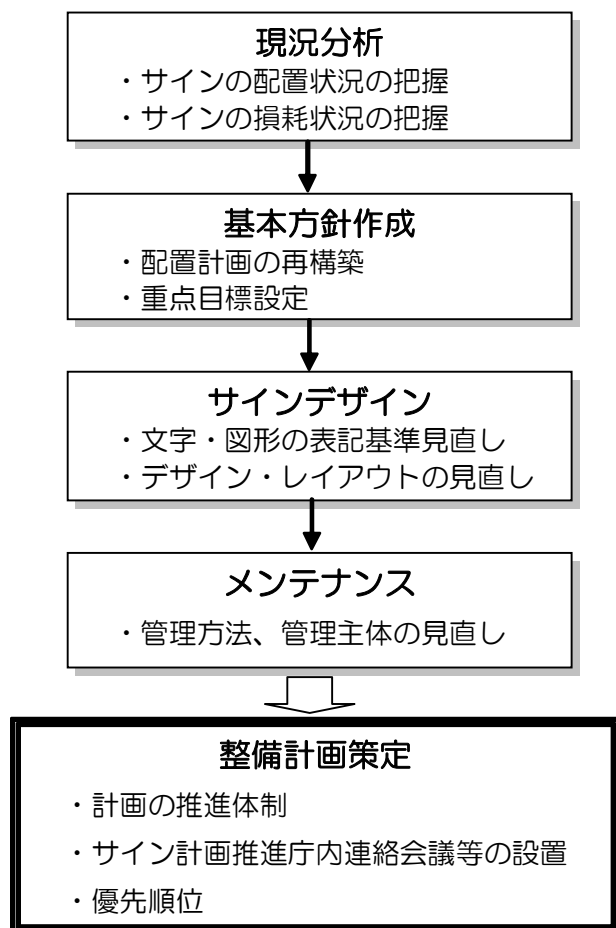 現況分析
・サインの配置状況の把握
・サインの損耗状況の把握
基本方針作成
・配置計画の再構築
・重点目標設定
サインデザイン
・文字・図形の表記基準見直し
・デザイン・レイアウトの見直し
メンテナンス
・管理方法、管理主体の見直し
整備計画策定
・計画の推進体制
・サイン計画推進庁内連絡会議等の設置
・優先順位